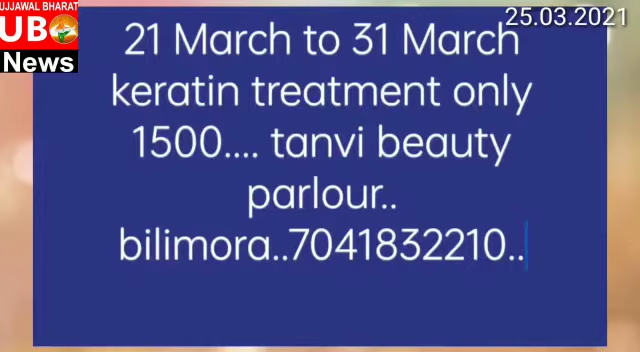 UJJAWAL BHARAT
UB
News
25.03.2021
21 March to 31 March
keratin treatment only
1500.... tanvi beauty
parlour..
bilimora..7041832210..